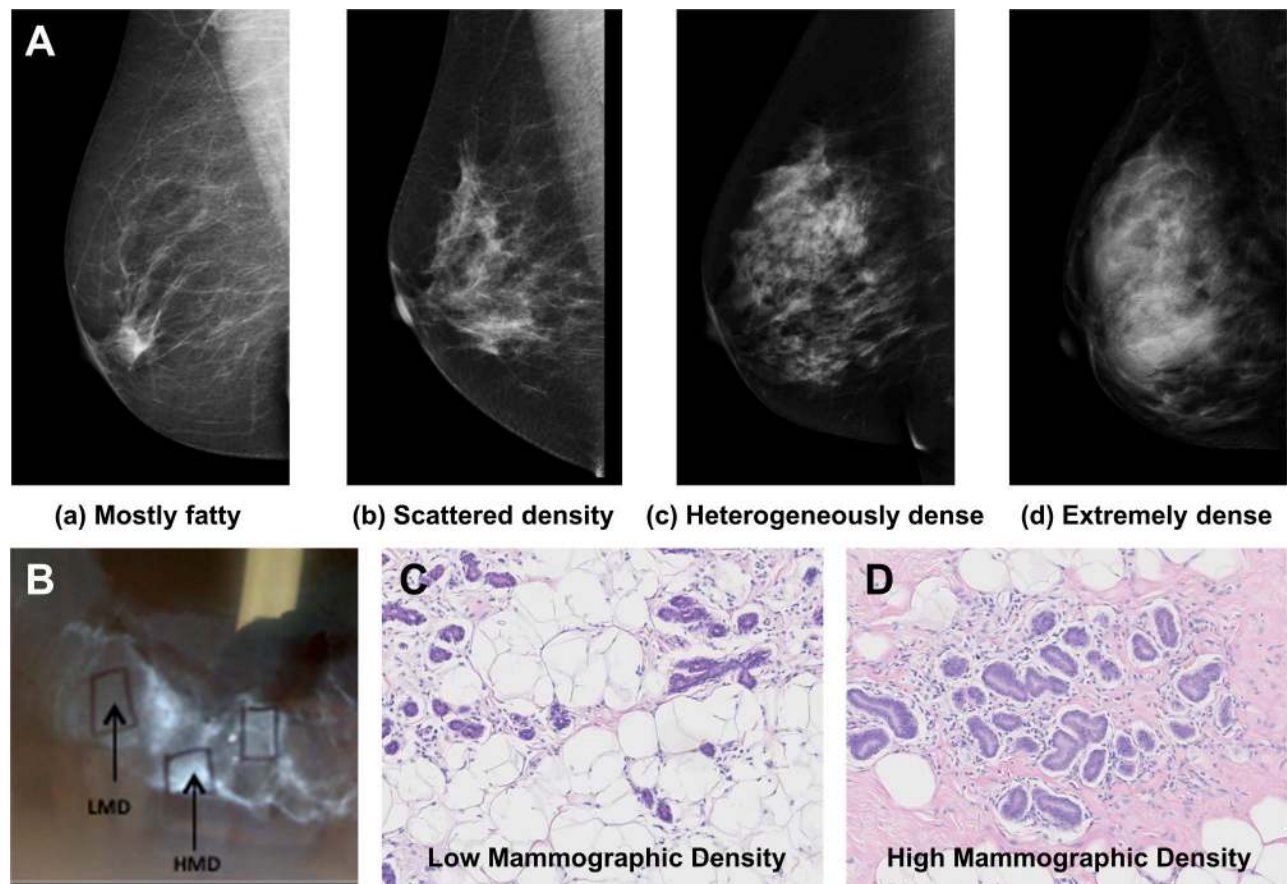 A
(a) Mostly fatty
(b) Scattered density
(c) Heterogeneously dense
(d) Extremely dense
B
LMD
HMD
C
Low Mammographic Density
D
High Mammographic Density